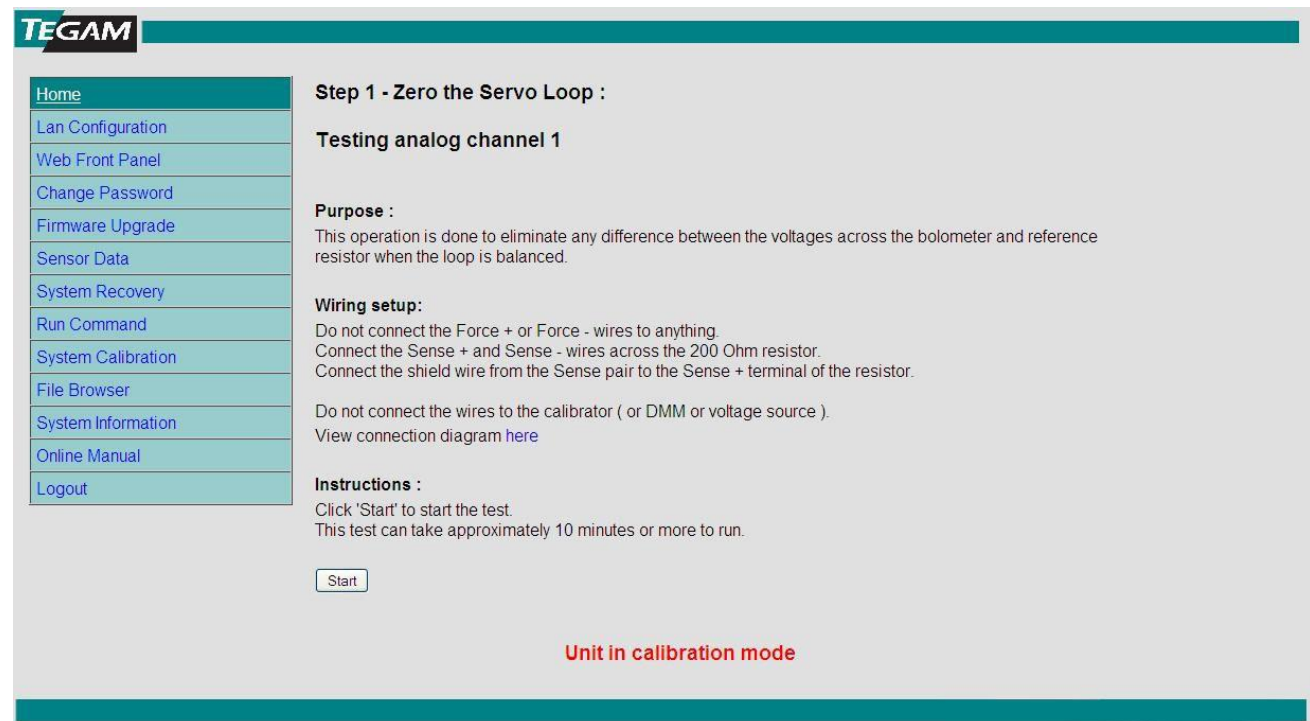 TEGAM
Home
Lan Configuration
Web Front Panel
Change Password
Firmware Upgrade
Sensor Data
System Recovery
Run Command
System Calibration
File Browser
System Information
Online Manual
Logout
Step 1 - Zero the Servo Loop :
Testing analog channel 1
Purpose :
This operation is done to eliminate any difference between the voltages across the bolometer and reference
resistor when the loop is balanced.
Wiring setup:
Do not connect the Force + or Force - wires to anything.
Connect the Sense + and Sense - wires across the 200 Ohm resistor.
Connect the shield wire from the Sense pair to the Sense + terminal of the resistor.
Do not connect the wires to the calibrator ( or DMM or voltage source ).
View connection diagram here
Instructions :
Click 'Start' to start the test.
This test can take approximately 10 minutes or more to run.
Start
Unit in calibration mode